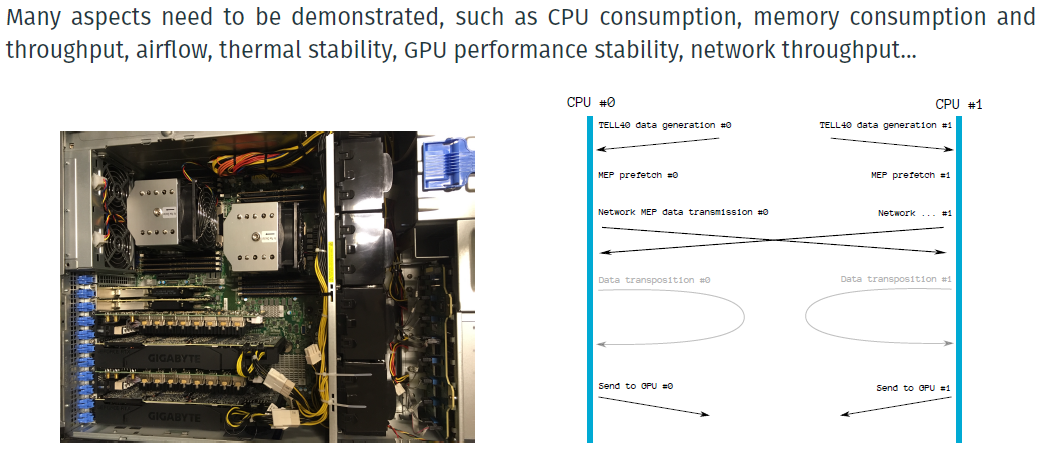 Many aspects need to be demonstrated, such as CPU consumption, memory consumption and
throughput, airflow, thermal stability, GPU performance stability, network throughput...
CPU #0
CPU #1
TELL40 data generation #0
TELL40 data generation #1
MEP prefetch #0
MEP prefetch #1
Network MEP data transmission #0
Network ... #1
Data transposition #0
Data transposition #1
Send to GPU #0
Send to GPU #1
GIGABYTE
GIGABYTE